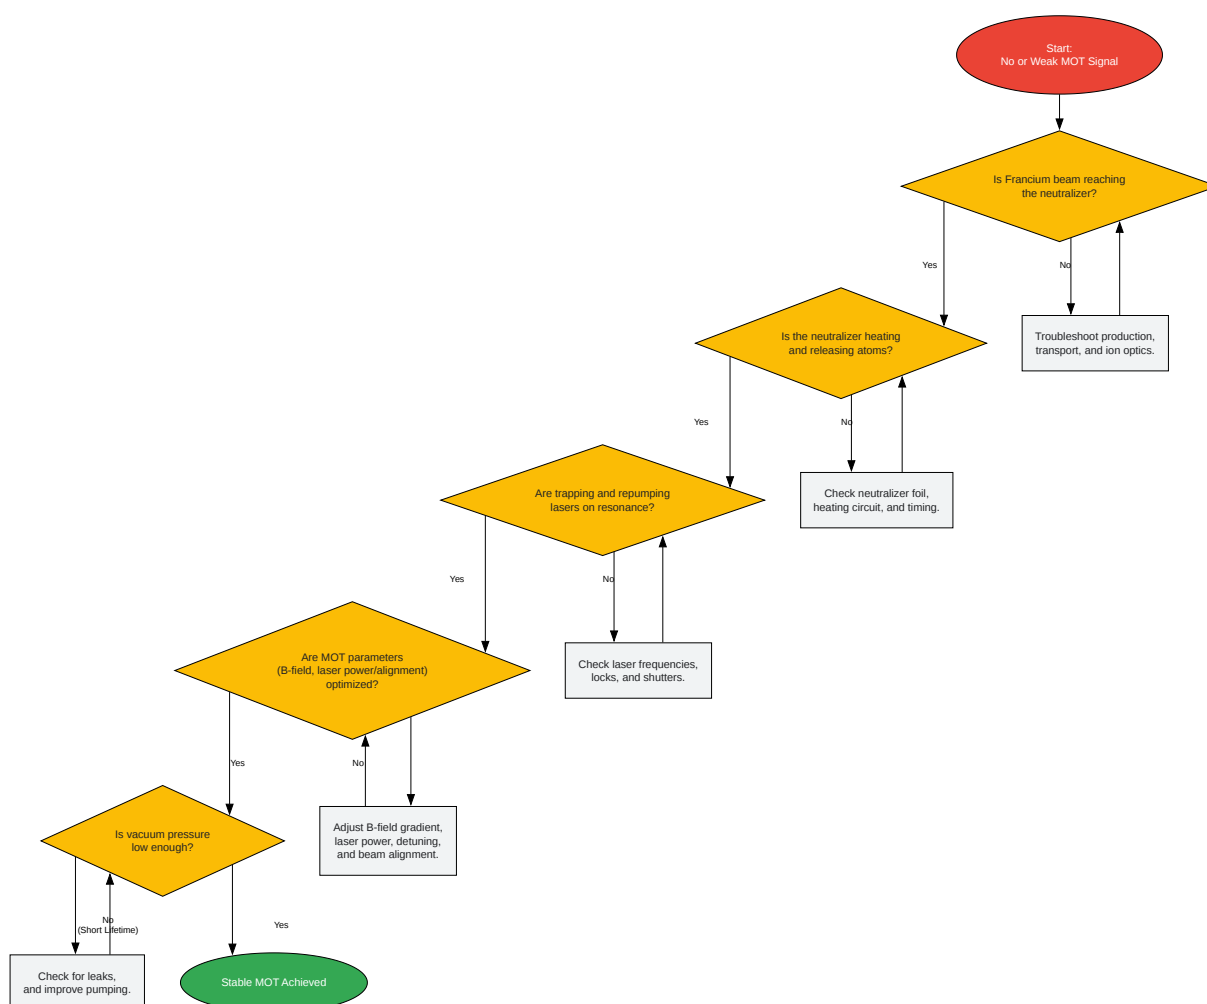 Start:
No or Weak MOT Signal
Is Francium beam reaching
the neutralizer?
Yes
No
Is the neutralizer heating
and releasing atoms?
Troubleshoot production,
transport, and ion optics.
Yes
No
Are trapping and repumping
lasers on resonance?
Check neutralizer foil,
heating circuit, and timing.
Yes
No
Are MOT parameters
(B-field, laser power/alignment)
optimized?
Check laser frequencies,
locks, and shutters.
Yes
No
Is vacuum pressure
low enough?
Adjust B-field gradient,
laser power, detuning,
and beam alignment.
No
(Short Lifetime)
Yes
Check for leaks,
and improve pumping.
Stable MOT Achieved